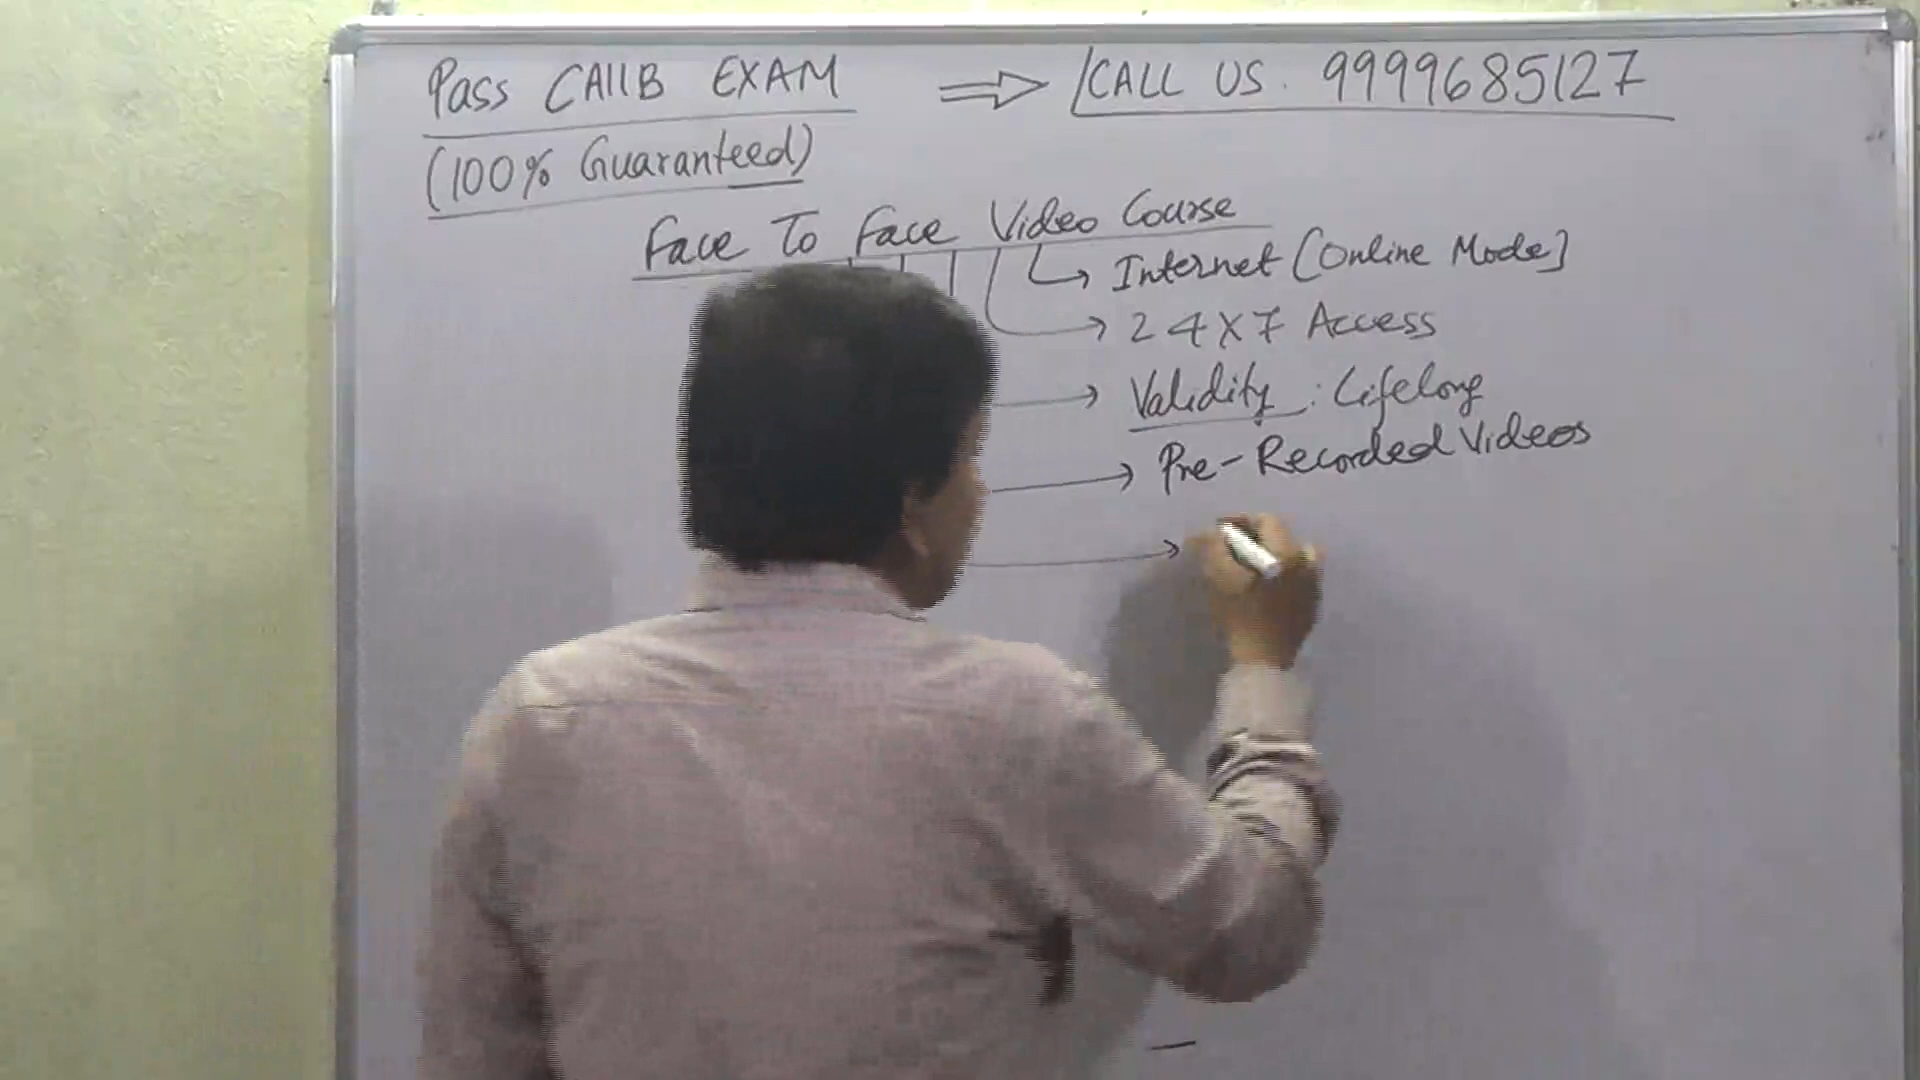 Pass CAIIB EXAM ⇒ CALL US. 9999685127
(100% Guaranteed)
Face To Face Video Course
Internet [Online Mode]
24X7 Access
Validity : Lifelong
Pre-Recorded Videos